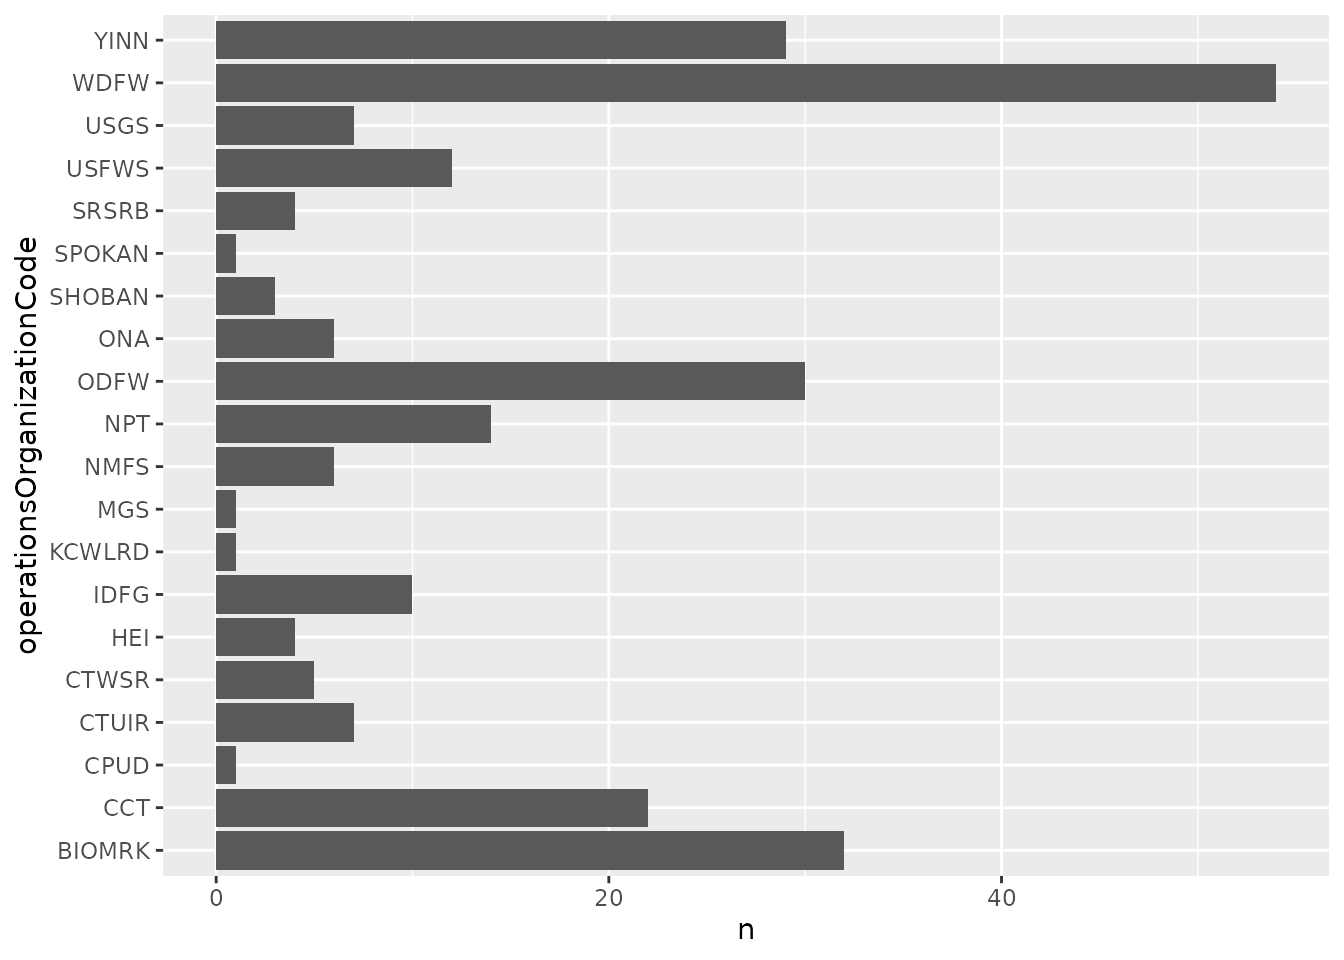 operationsOrganizationCode
YINN
WDFW
USGS
USFWS
SRSRB
SPOKAN
SHOBAN
ONA
ODFW
NPT
NMFS
MGS
KCWLRD
IDFG
HEI
CTWSR
CTUIR
CPUD
CCT
BIOMRK
0 20 40
n